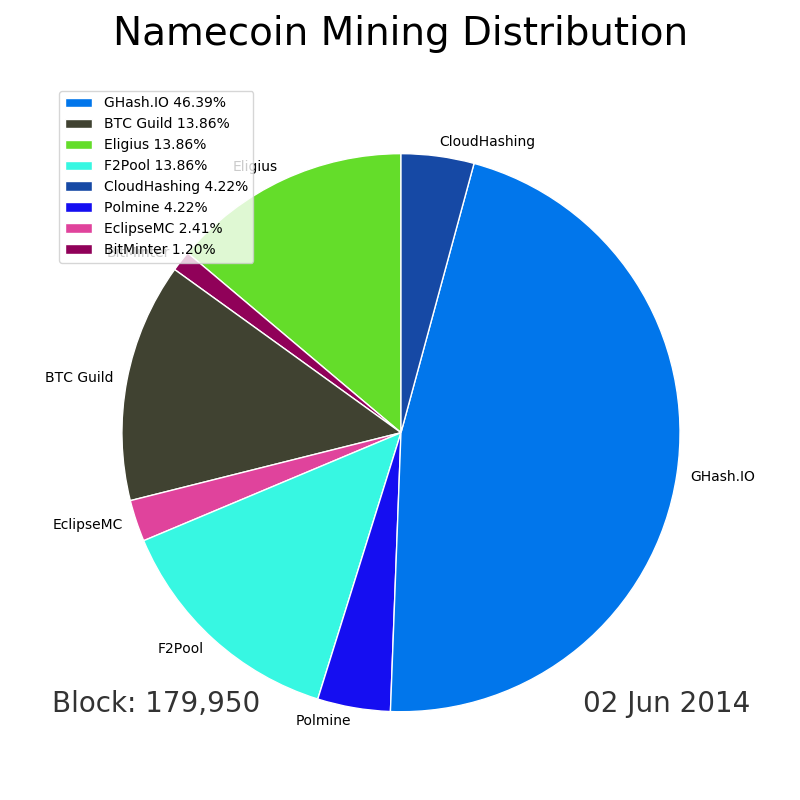 Namecoin Mining Distribution
GHash.IO 46.39%
BTC Guild 13.86%
Eligius 13.86%
F2Pool 13.86%
CloudHashing 4.22%
Polmine 4.22%
EclipseMC 2.41%
BitMinter 1.20%
CloudHashing
Eligius
BitMinter
BTC Guild
GHash.IO
EclipseMC
F2Pool
Block: 179,950
02 Jun 2014
Polmine